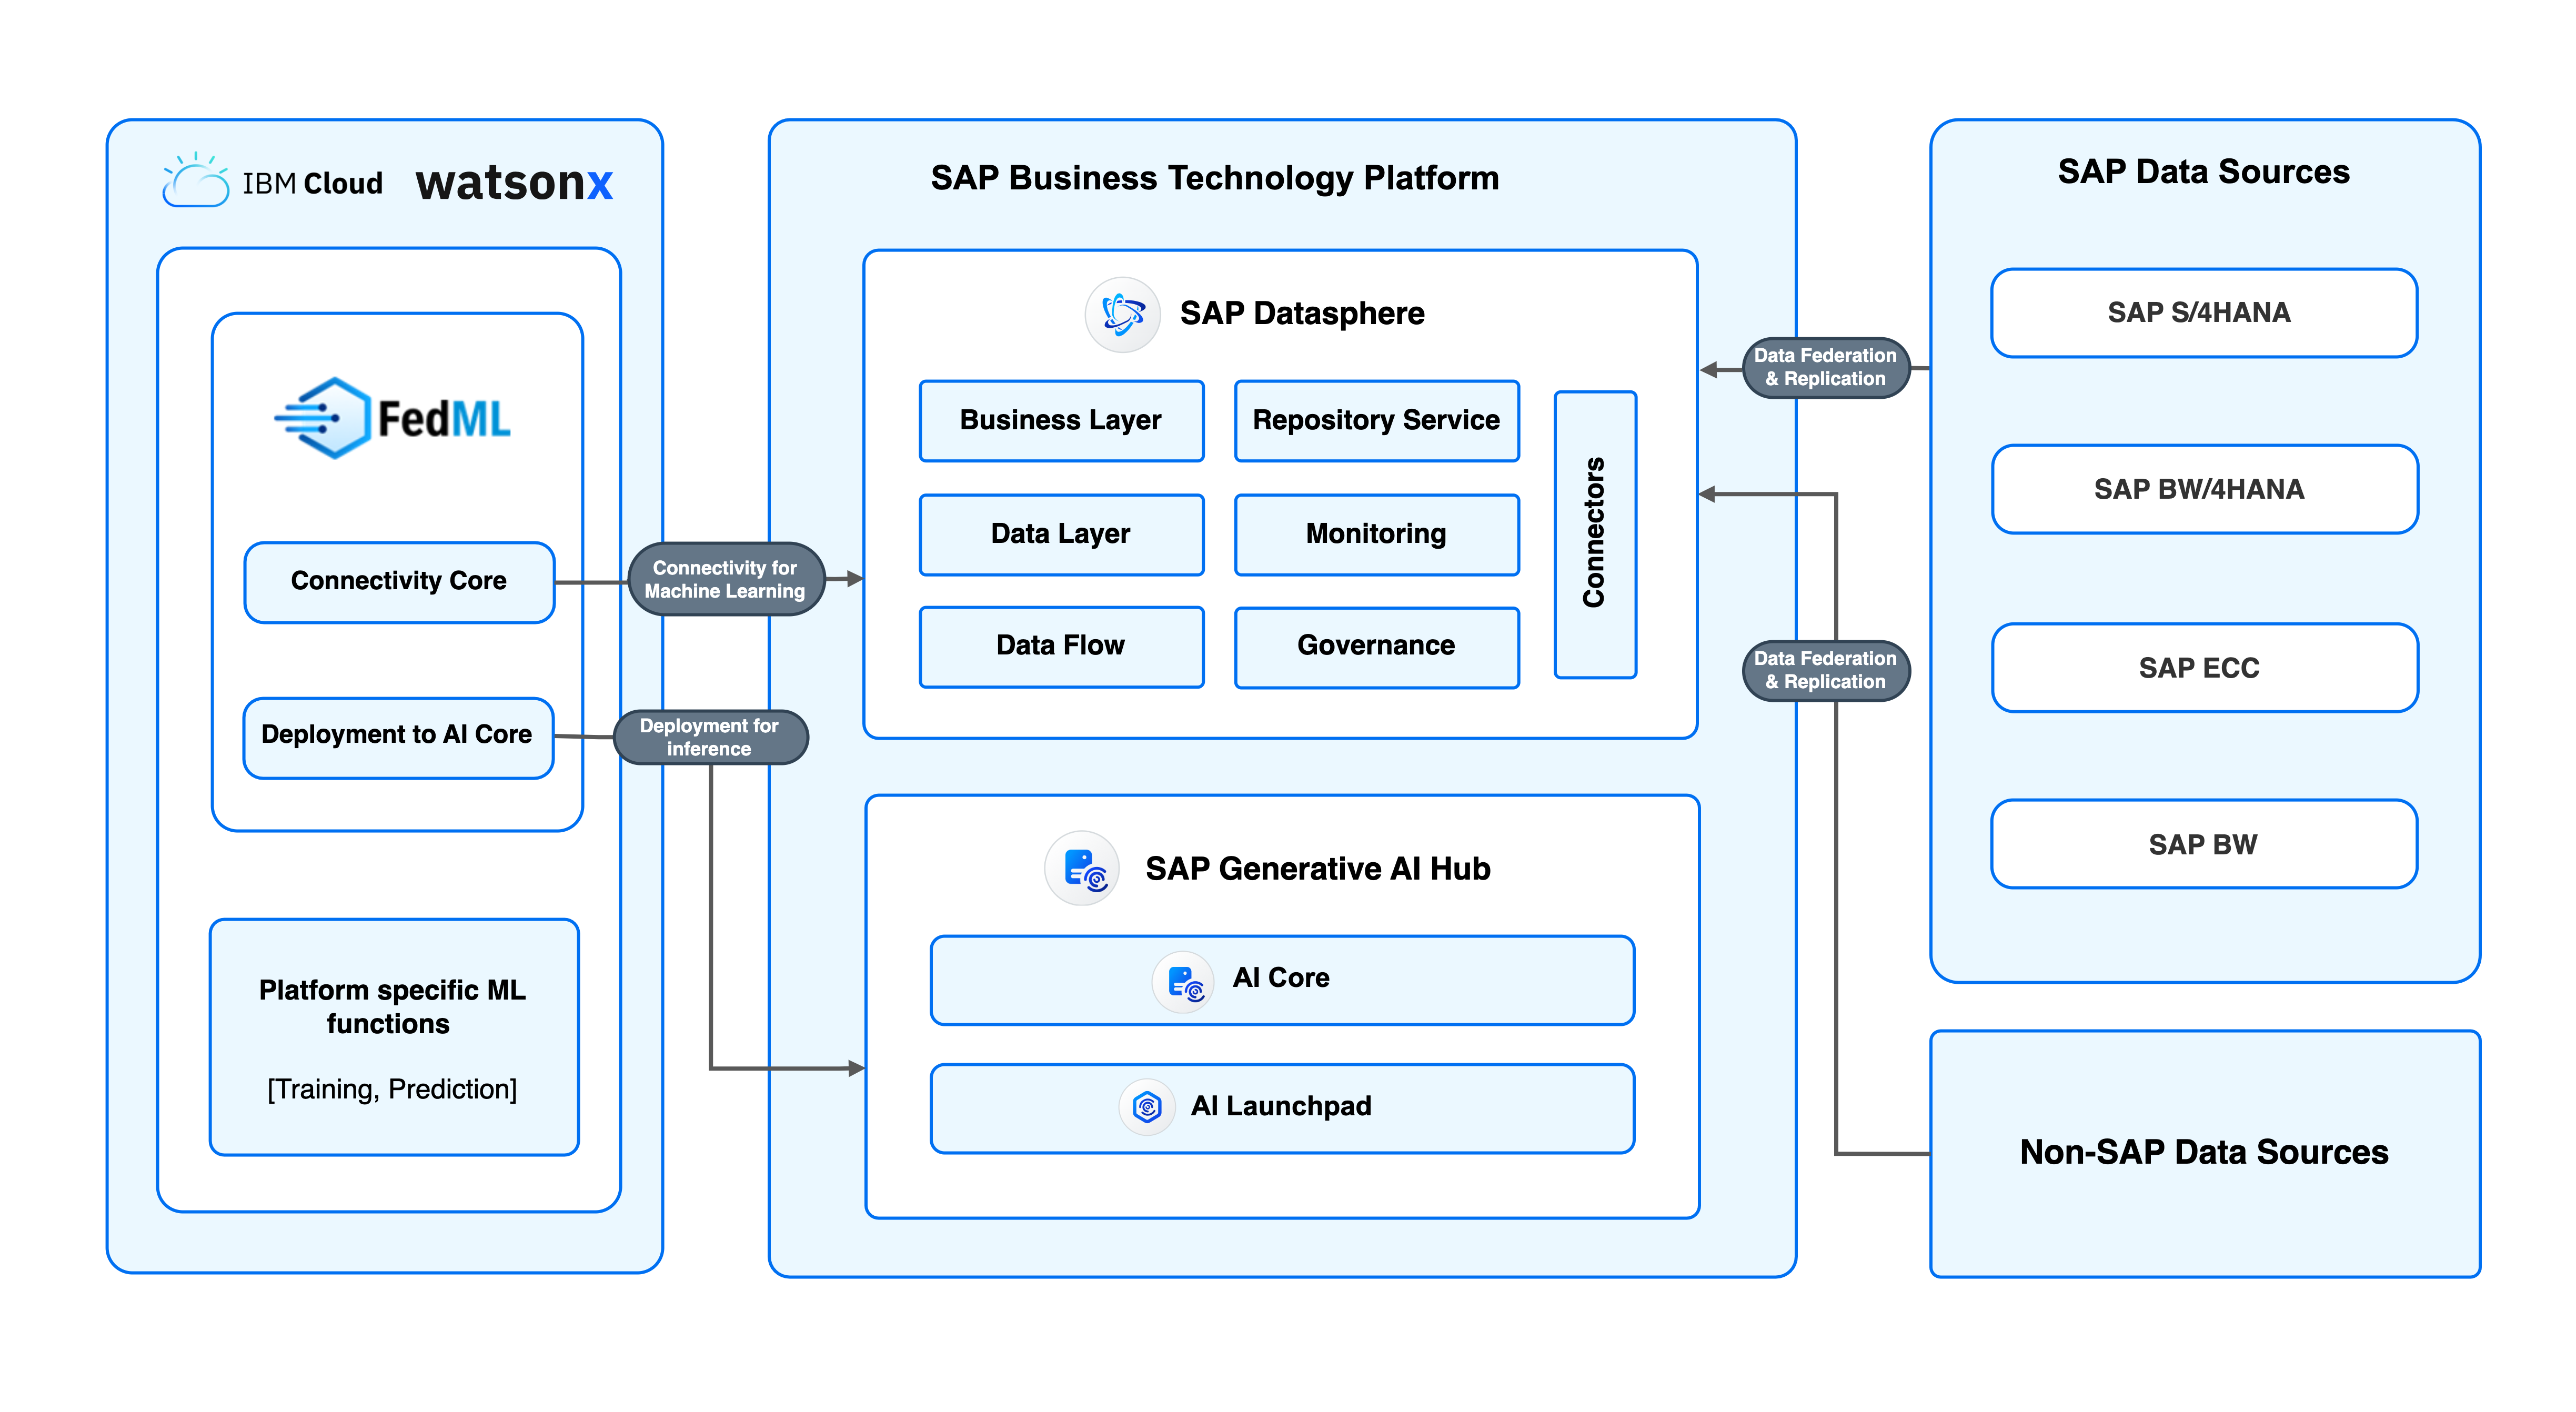 IBM Cloud
watsonx
FedML
Connectivity Core
Deployment to AI Core
Platform specific ML
functions
[Training, Prediction]
Connectivity for
Machine Learning
Deployment for
inference
SAP Business Technology Platform
SAP Datasphere
Business Layer
Repository Service
Data Layer
Monitoring
Data Flow
Governance
Connectors
SAP Generative AI Hub
AI Core
AI Launchpad
Data Federation
& Replication
Data Federation
& Replication
SAP Data Sources
SAP S/4HANA
SAP BW/4HANA
SAP ECC
SAP BW
Non-SAP Data Sources